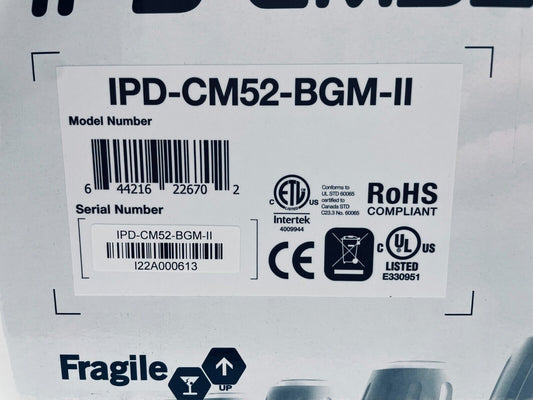 IPD-CM52-BGM-II
Model Number
6 44216 22670 2
Serial Number
IPD-CM52-BGM-II
I22A000613
C ETL US
Intertek
4009944
Conforms to
UL STD 60065
certified to
Canada STD
C23.3 No. 60065
RoHS
COMPLIANT
CE
C UL US
LISTED
E330951
Fragile
UP